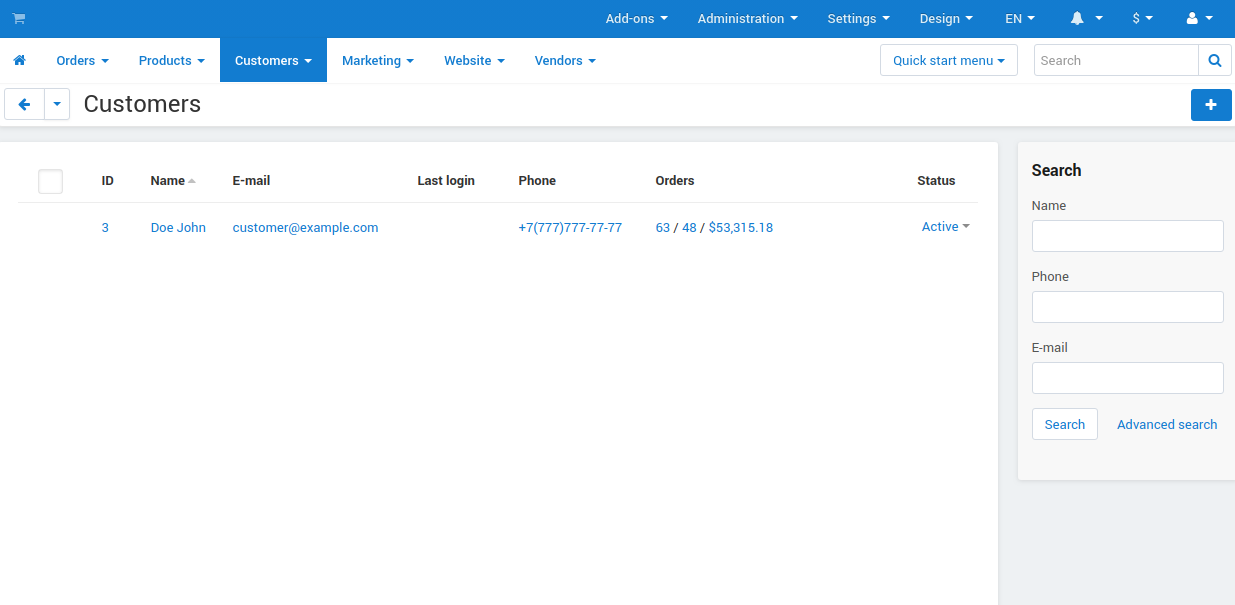 Add-ons Administration Settings Design EN $
Orders Products Customers Marketing Website Vendors Quick start menu Search
Customers
ID Name E-mail Last login Phone Orders Status
3 Doe John customer@example.com +7(777)777-77-77 63 / 48 / $53,315.18 Active
Search
Name
Phone
E-mail
Search Advanced search